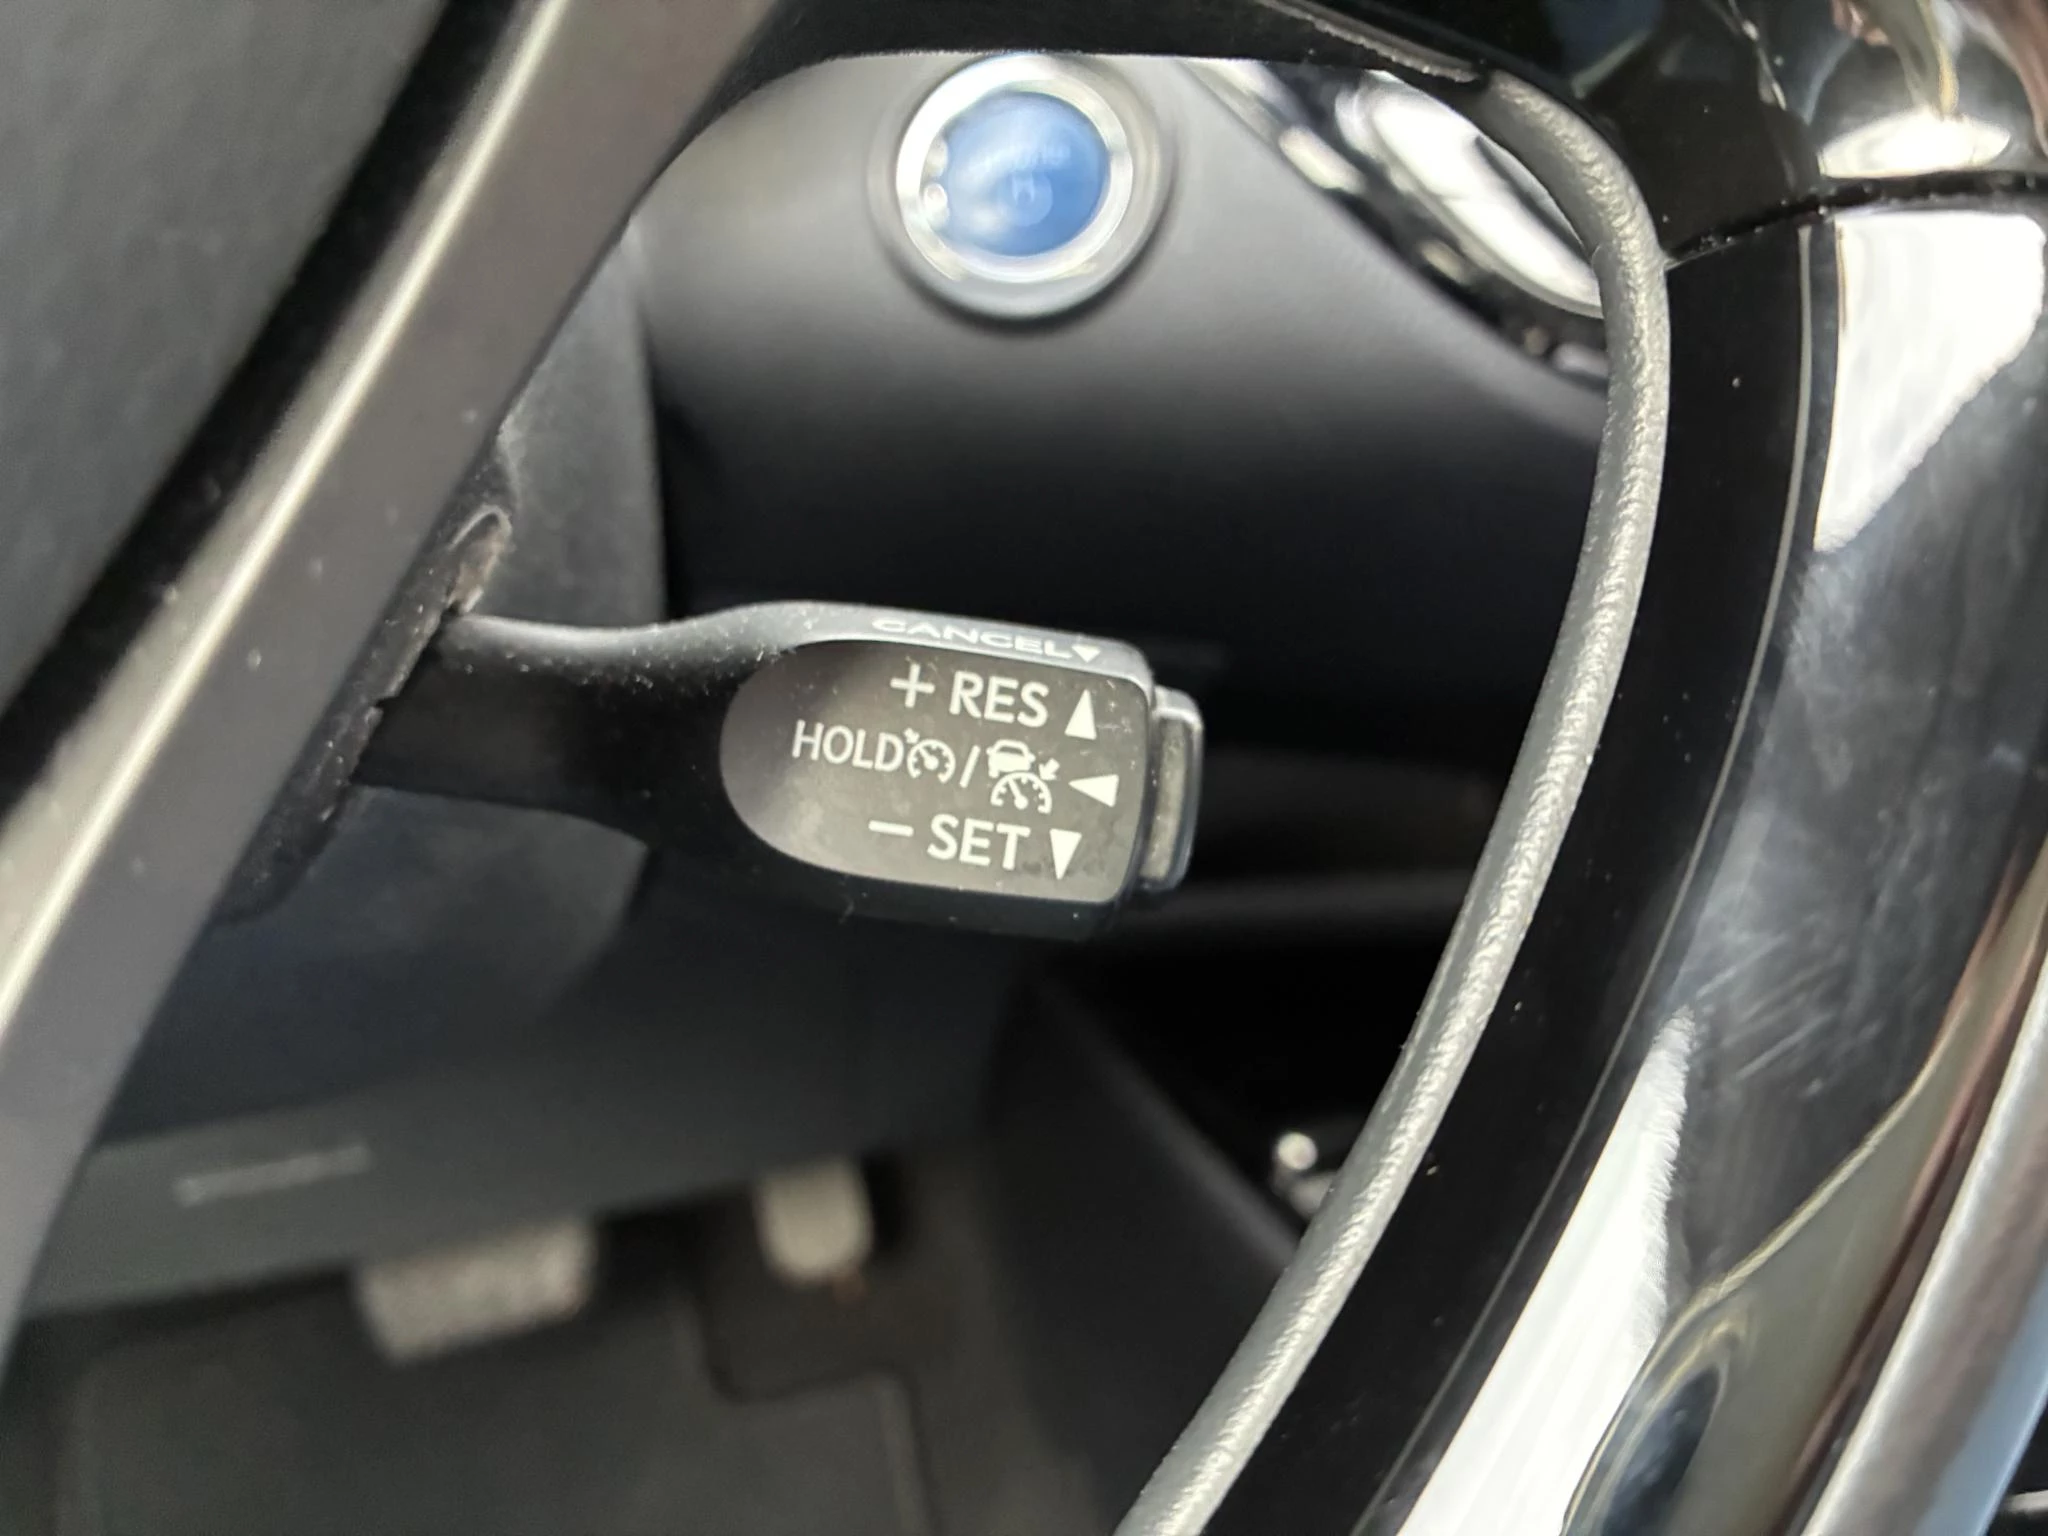 CANCEL▼
+ RES ▲
HOLD / ◀
− SET ▼